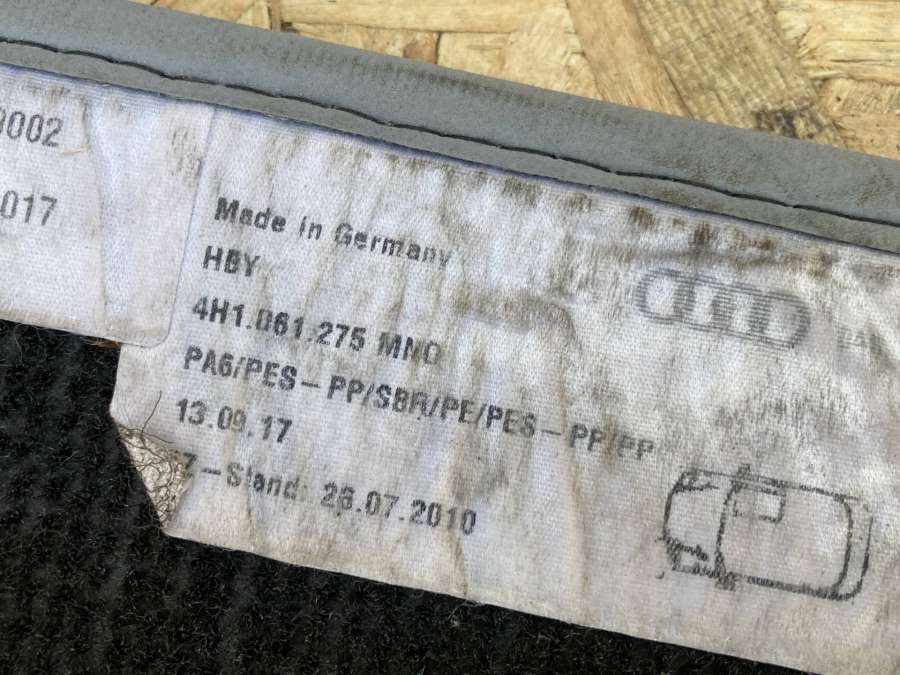 017
Made in Germany
HBY
4H1.061.275 MNO
PA6/PES-PP/SBR/PE/PES-PP/PP
13.09.17
Z-Stand: 26.07.2010